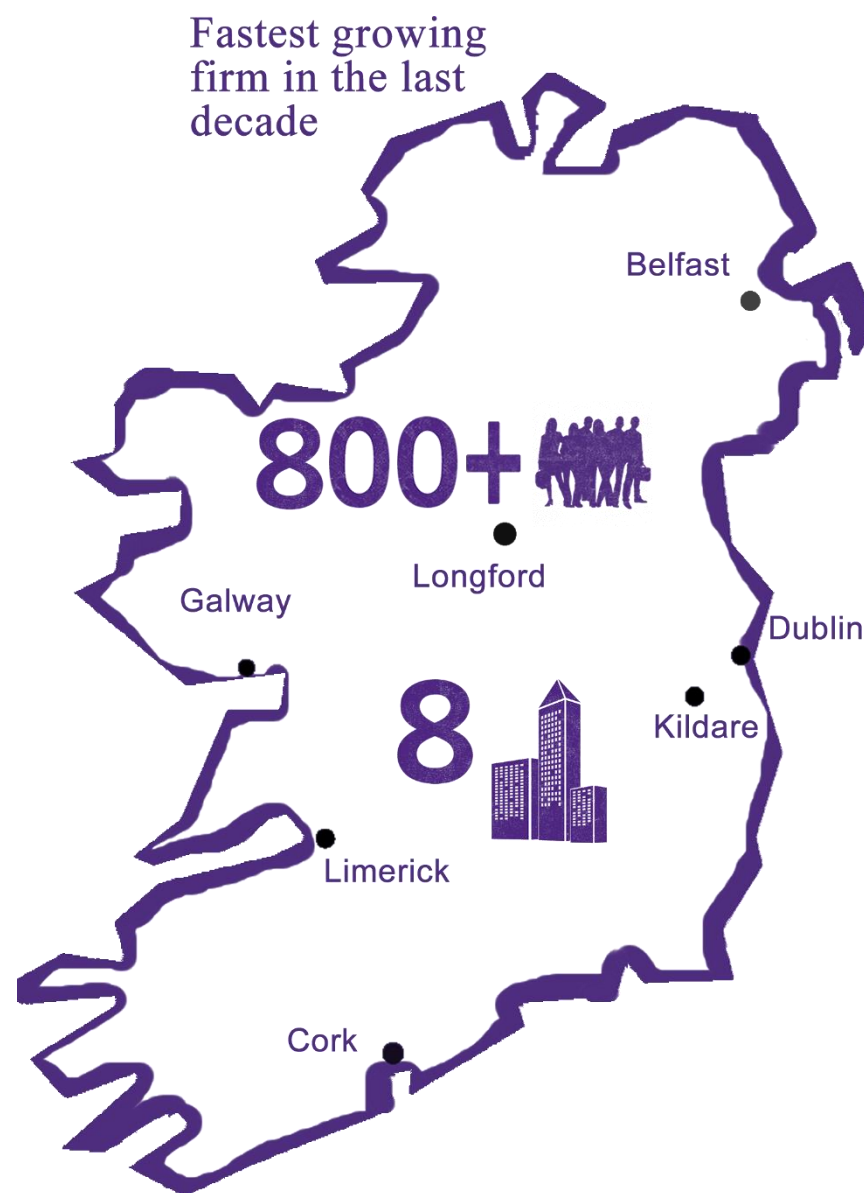 Fastest growing
firm in the last
decade
Belfast
800+
Longford
Galway
Dublin
8
Kildare
Limerick
Cork